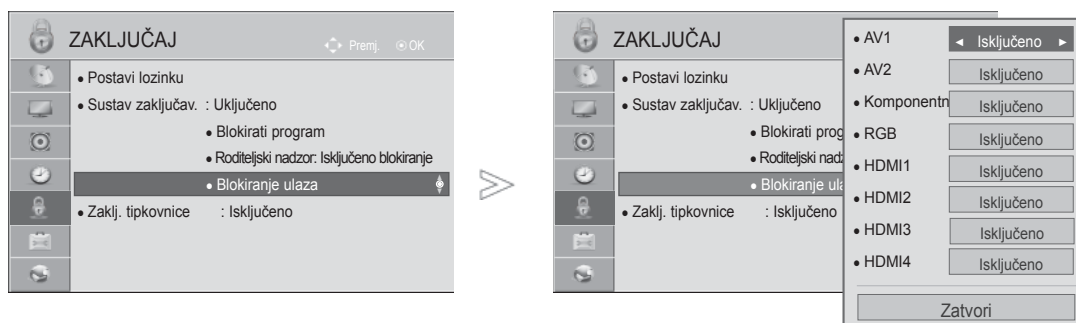 ZAKLJUČAJ
Premj. OK
• Postavi lozinku
• Sustav zaključav. : Uključeno
• Blokirati program
• Roditeljski nadzor: Isključeno blokiranje
• Blokiranje ulaza
• Zaklj. tipkovnice : Isključeno
ZAKLJUČAJ
• Postavi lozinku
• Sustav zaključav. : Uključeno
• Blokirati prog
• Roditeljski nadz
• Blokiranje ula
• Zaklj. tipkovnice : Isključeno
• AV1 ◄ Isključeno ►
• AV2 Isključeno
• Komponentn Isključeno
• RGB Isključeno
• HDMI1 Isključeno
• HDMI2 Isključeno
• HDMI3 Isključeno
• HDMI4 Isključeno
Zatvori